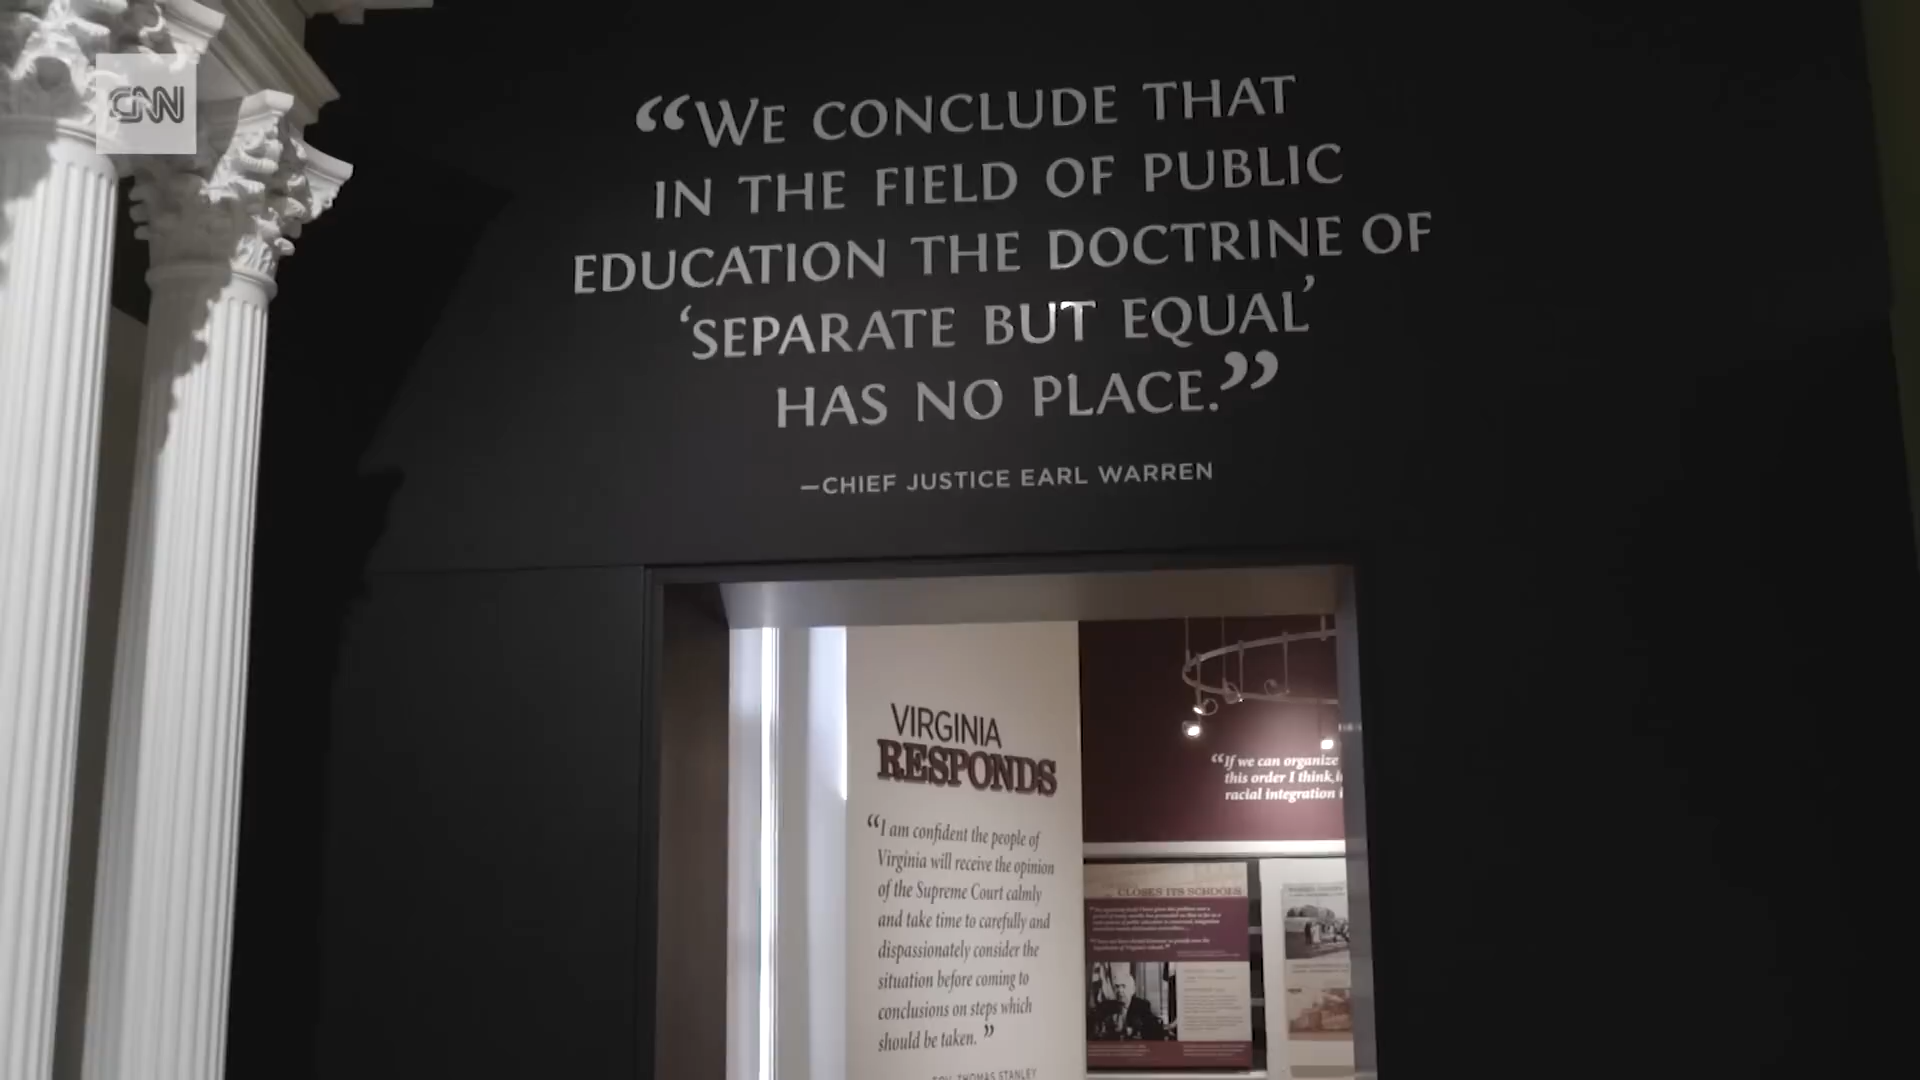 CNN
“WE CONCLUDE THAT
IN THE FIELD OF PUBLIC
EDUCATION THE DOCTRINE OF
‘SEPARATE BUT EQUAL’
HAS NO PLACE.”
—CHIEF JUSTICE EARL WARREN
VIRGINIA
RESPONDS
“I am confident the people of
Virginia will receive the opinion
of the Supreme Court calmly
and take time to carefully and
dispassionately consider the
situation before coming to
conclusions on steps which
should be taken.”
GOV. THOMAS STANLEY
“If we can organize
this order I think,
racial integration
CLOSES ITS SCHOOLS